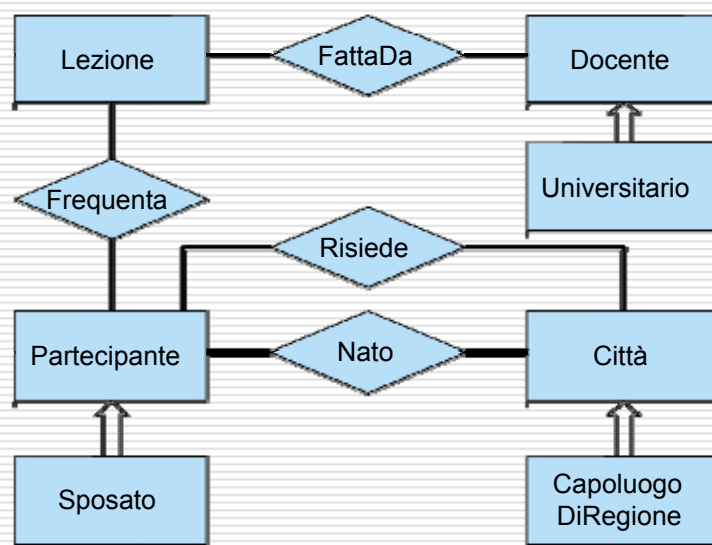 Lezione
FattaDa
Docente
Frequenta
Universitario
Risiede
Partecipante
Nato
Città
Sposato
Capoluogo
DiRegione